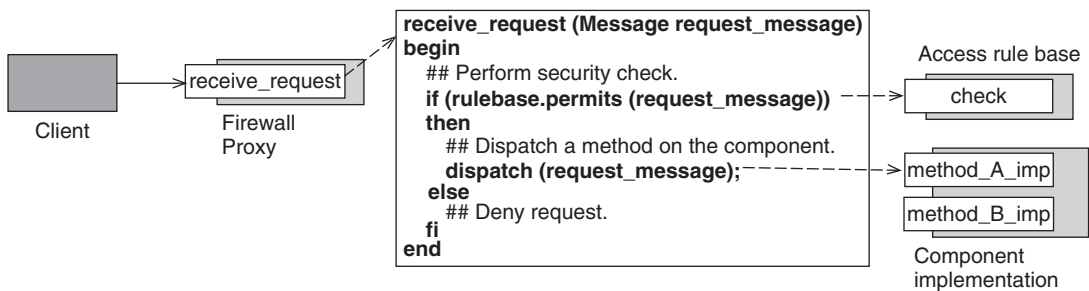 Client
receive_request
Firewall
Proxy
receive_request (Message request_message)
begin
## Perform security check.
if (rulebase.permits (request_message))
then
## Dispatch a method on the component.
dispatch (request_message);
else
## Deny request.
fi
end
Access rule base
check
method_A_imp
method_B_imp
Component
implementation